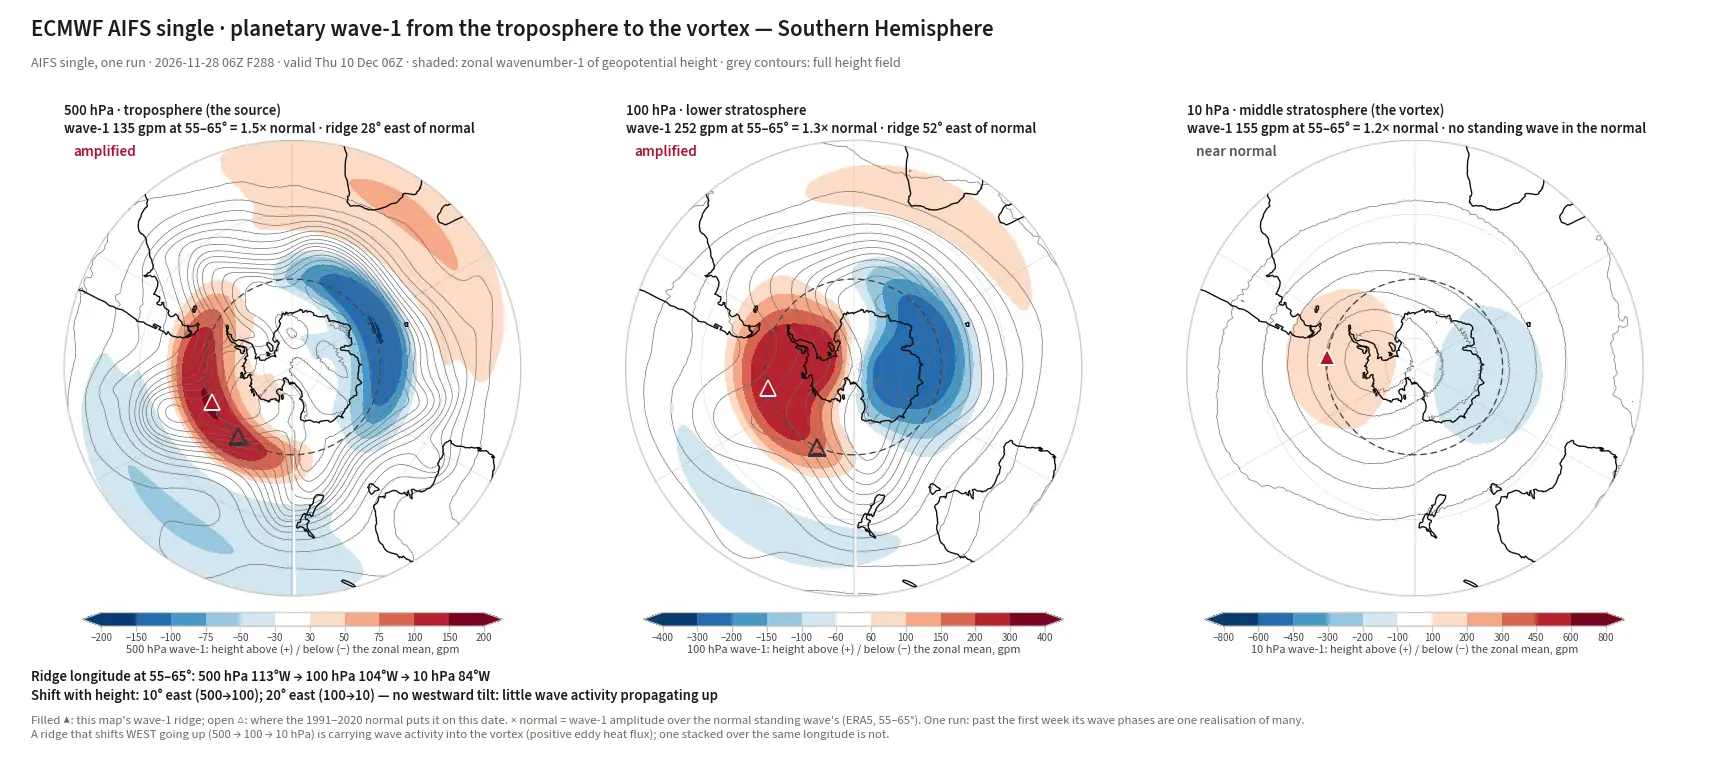 ECMWF AIFS single · planetary wave-1 from the troposphere to the vortex — Southern Hemisphere
AIFS single, one run · 2026-11-28 06Z F288 · valid Thu 10 Dec 06Z · shaded: zonal wavenumber-1 of geopotential height · grey contours: full height field
500 hPa · troposphere (the source)
wave-1 135 gpm at 55–65° = 1.5× normal · ridge 28° east of normal
amplified
100 hPa · lower stratosphere
wave-1 252 gpm at 55–65° = 1.3× normal · ridge 52° east of normal
amplified
10 hPa · middle stratosphere (the vortex)
wave-1 155 gpm at 55–65° = 1.2× normal · no standing wave in the normal
near normal
−200 −150 −100 −75 −50 −30 30 50 75 100 150 200
500 hPa wave-1: height above (+) / below (−) the zonal mean, gpm
−400 −300 −200 −150 −100 −60 60 100 150 200 300 400
100 hPa wave-1: height above (+) / below (−) the zonal mean, gpm
−800 −600 −450 −300 −200 −100 100 200 300 450 600 800
10 hPa wave-1: height above (+) / below (−) the zonal mean, gpm
Ridge longitude at 55–65°: 500 hPa 113°W → 100 hPa 104°W → 10 hPa 84°W
Shift with height: 10° east (500→100); 20° east (100→10) — no westward tilt: little wave activity propagating up
Filled ▲: this map's wave-1 ridge; open △: where the 1991–2020 normal puts it on this date. × normal = wave-1 amplitude over the normal standing wave's (ERA5, 55–65°). One run: past the first week its wave phases are one realisation of many.
A ridge that shifts WEST going up (500 → 100 → 10 hPa) is carrying wave activity into the vortex (positive eddy heat flux); one stacked over the same longitude is not.